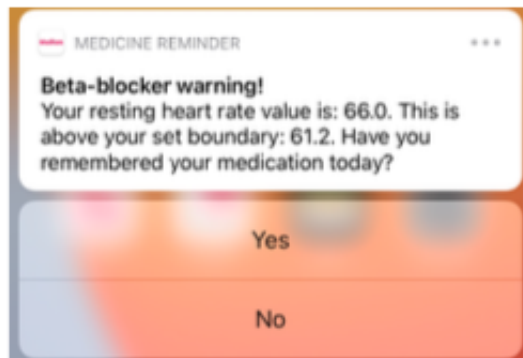 MEDICINE REMINDER
Beta-blocker warning!
Your resting heart rate value is: 66.0. This is
above your set boundary: 61.2. Have you
remembered your medication today?
Yes
No